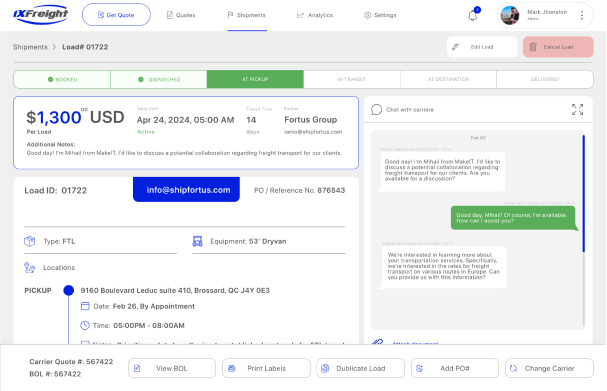 iXFreight
Get Quote
Quotes
Shipments
Analytics
Settings
Mark Jhonston
Admin
Shipments > Load# 01722
Edit Load
Cancel Load
BOOKED
DISPATCHED
AT PICKUP
IN TRANSIT
AT DESTINATION
DELIVERED
$1,300 00 USD
Per Load
Valid Until
Apr 24, 2024, 05:00 AM
Active
Transit Time
14
days
Partner
Fortus Group
ionio@shipfortus.com
Additional Notes:
Good day! I'm Mihail from MakeIT. I'd like to discuss a potential collaboration regarding freight transport for our clients.
Load ID: 01722
info@shipfortus.com
PO / Reference No. 876543
Type: FTL
Equipment: 53' Dryvan
Locations
PICKUP
9160 Boulevard Leduc suite 410, Brossard, QC J4Y 0E3
Date: Feb 26, By Appointment
Time: 05:00PM - 08:00AM
Chat with carriere
Feb 03
Good day! I'm Mihail from MakeIT. I'd like to
discuss a potential collaboration regarding
freight transport for our clients. Are you
available for a discussion?
Good day, Mihail! Of course, I'm available.
How can I assist you?
We're interested in learning more about
your transportation services. Specifically,
we're interested in the rates for freight
transport on various routes in Europe. Can
you provide us with this information?
Attach document
Carrier Quote #: 567422
BOL #: 567422
View BOL
Print Labels
Dublicate Load
Add PO#
Change Carrier